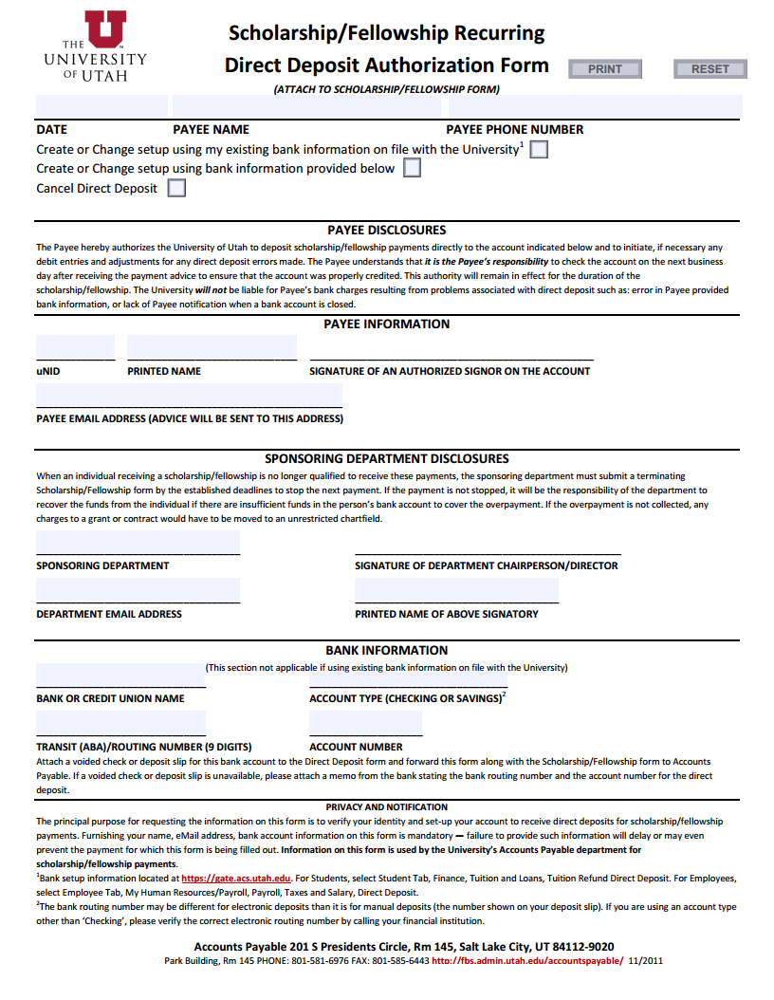 THE
UNIVERSITY
OF UTAH
Scholarship/Fellowship Recurring
Direct Deposit Authorization Form
PRINT
RESET
(ATTACH TO SCHOLARSHIP/FELLOWSHIP FORM)
DATE PAYEE NAME PAYEE PHONE NUMBER
Create or Change setup using my existing bank information on file with the University1
Create or Change setup using bank information provided below
Cancel Direct Deposit
PAYEE DISCLOSURES
The Payee hereby authorizes the University of Utah to deposit scholarship/fellowship payments directly to the account indicated below and to initiate, if necessary any
debit entries and adjustments for any direct deposit errors made. The Payee understands that it is the Payee's responsibility to check the account on the next business
day after receiving the payment advice to ensure that the account was properly credited. This authority will remain in effect for the duration of the
scholarship/fellowship. The University will not be liable for Payee's bank charges resulting from problems associated with direct deposit such as: error in Payee provided
bank information, or lack of Payee notification when a bank account is closed.
PAYEE INFORMATION
uNID PRINTED NAME SIGNATURE OF AN AUTHORIZED SIGNOR ON THE ACCOUNT
PAYEE EMAIL ADDRESS (ADVICE WILL BE SENT TO THIS ADDRESS)
SPONSORING DEPARTMENT DISCLOSURES
When an individual receiving a scholarship/fellowship is no longer qualified to receive these payments, the sponsoring department must submit a terminating
Scholarship/Fellowship form by the established deadlines to stop the next payment. If the payment is not stopped, it will be the responsibility of the department to
recover the funds from the individual if there are insufficient funds in the person's bank account to cover the overpayment. If the overpayment is not collected, any
charges to a grant or contract would have to be moved to an unrestricted chartfield.
SPONSORING DEPARTMENT SIGNATURE OF DEPARTMENT CHAIRPERSON/DIRECTOR
DEPARTMENT EMAIL ADDRESS PRINTED NAME OF ABOVE SIGNATORY
BANK INFORMATION
(This section not applicable if using existing bank information on file with the University)
BANK OR CREDIT UNION NAME ACCOUNT TYPE (CHECKING OR SAVINGS)2
TRANSIT (ABA)/ROUTING NUMBER (9 DIGITS) ACCOUNT NUMBER
Attach a voided check or deposit slip for this bank account to the Direct Deposit form and forward this form along with the Scholarship/Fellowship form to Accounts
Payable. If a voided check or deposit slip is unavailable, please attach a memo from the bank stating the bank routing number and the account number for the direct
deposit.
PRIVACY AND NOTIFICATION
The principal purpose for requesting the information on this form is to verify your identity and set-up your account to receive direct deposits for scholarship/fellowship
payments. Furnishing your name, eMail address, bank account information on this form is mandatory — failure to provide such information will delay or may even
prevent the payment for which this form is being filled out. Information on this form is used by the University's Accounts Payable department for
scholarship/fellowship payments.
1Bank setup information located at https://gate.acs.utah.edu. For Students, select Student Tab, Finance, Tuition and Loans, Tuition Refund Direct Deposit. For Employees,
select Employee Tab, My Human Resources/Payroll, Payroll, Taxes and Salary, Direct Deposit.
2The bank routing number may be different for electronic deposits than it is for manual deposits (the number shown on your deposit slip). If you are using an account type
other than 'Checking', please verify the correct electronic routing number by calling your financial institution.
Accounts Payable 201 S Presidents Circle, Rm 145, Salt Lake City, UT 84112-9020
Park Building, Rm 145 PHONE: 801-581-6976 FAX: 801-585-6443 http://fbs.admin.utah.edu/accountspayable/ 11/2011